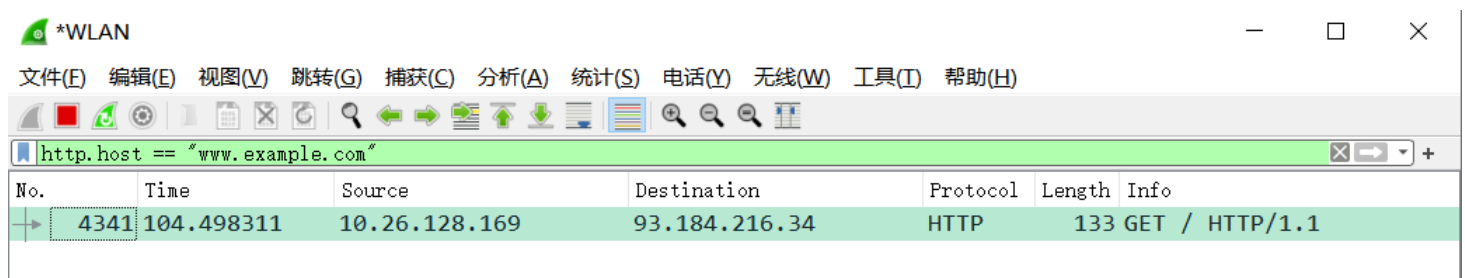 *WLAN
文件(F) 编辑(E) 视图(V) 跳转(G) 捕获(C) 分析(A) 统计(S) 电话(Y) 无线(W) 工具(T) 帮助(H)
http.host == "www.example.com"
No. Time Source Destination Protocol Length Info
4341 104.498311 10.26.128.169 93.184.216.34 HTTP 133 GET / HTTP/1.1